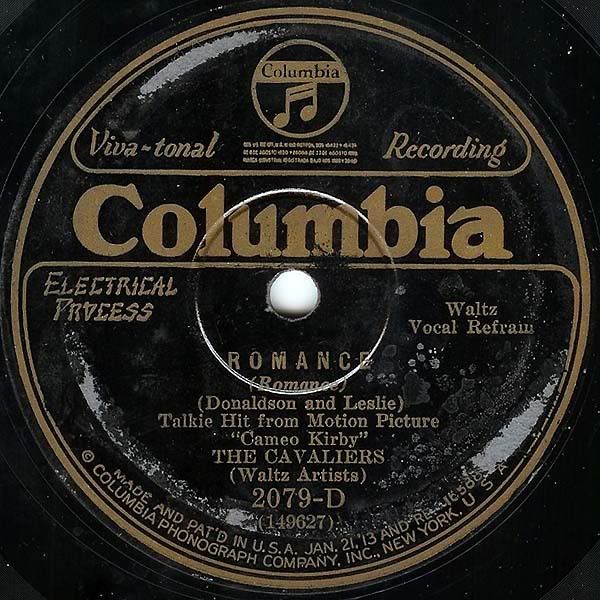 Columbia
Viva-tonal Recording
Columbia
ELECTRICAL
PROCESS
Waltz
Vocal Refrain
ROMANCE
(Romance)
(Donaldson and Leslie)
Talkie Hit from Motion Picture
"Cameo Kirby"
THE CAVALIERS
(Waltz Artists)
2079-D
(149627)
MADE AND PAT'D IN U.S.A. JAN. 21, '13 AND RE.
© COLUMBIA PHONOGRAPH COMPANY, INC., NEW YORK, U.S.A